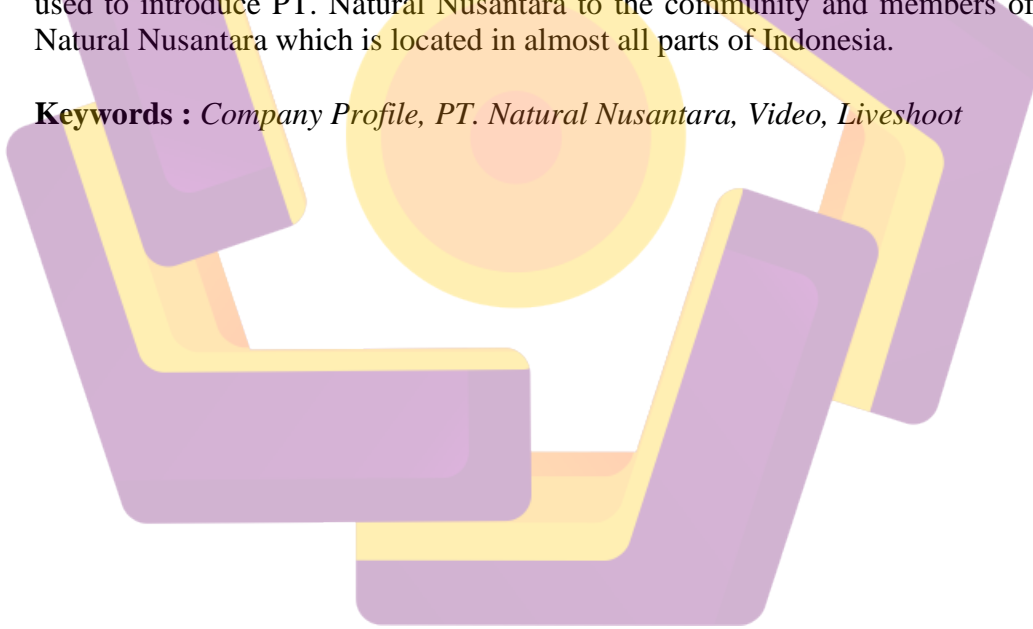 used to introduce PT. Natural Nusantara to the community and members of
Natural Nusantara which is located in almost all parts of Indonesia.
Keywords : Company Profile, PT. Natural Nusantara, Video, Liveshoot